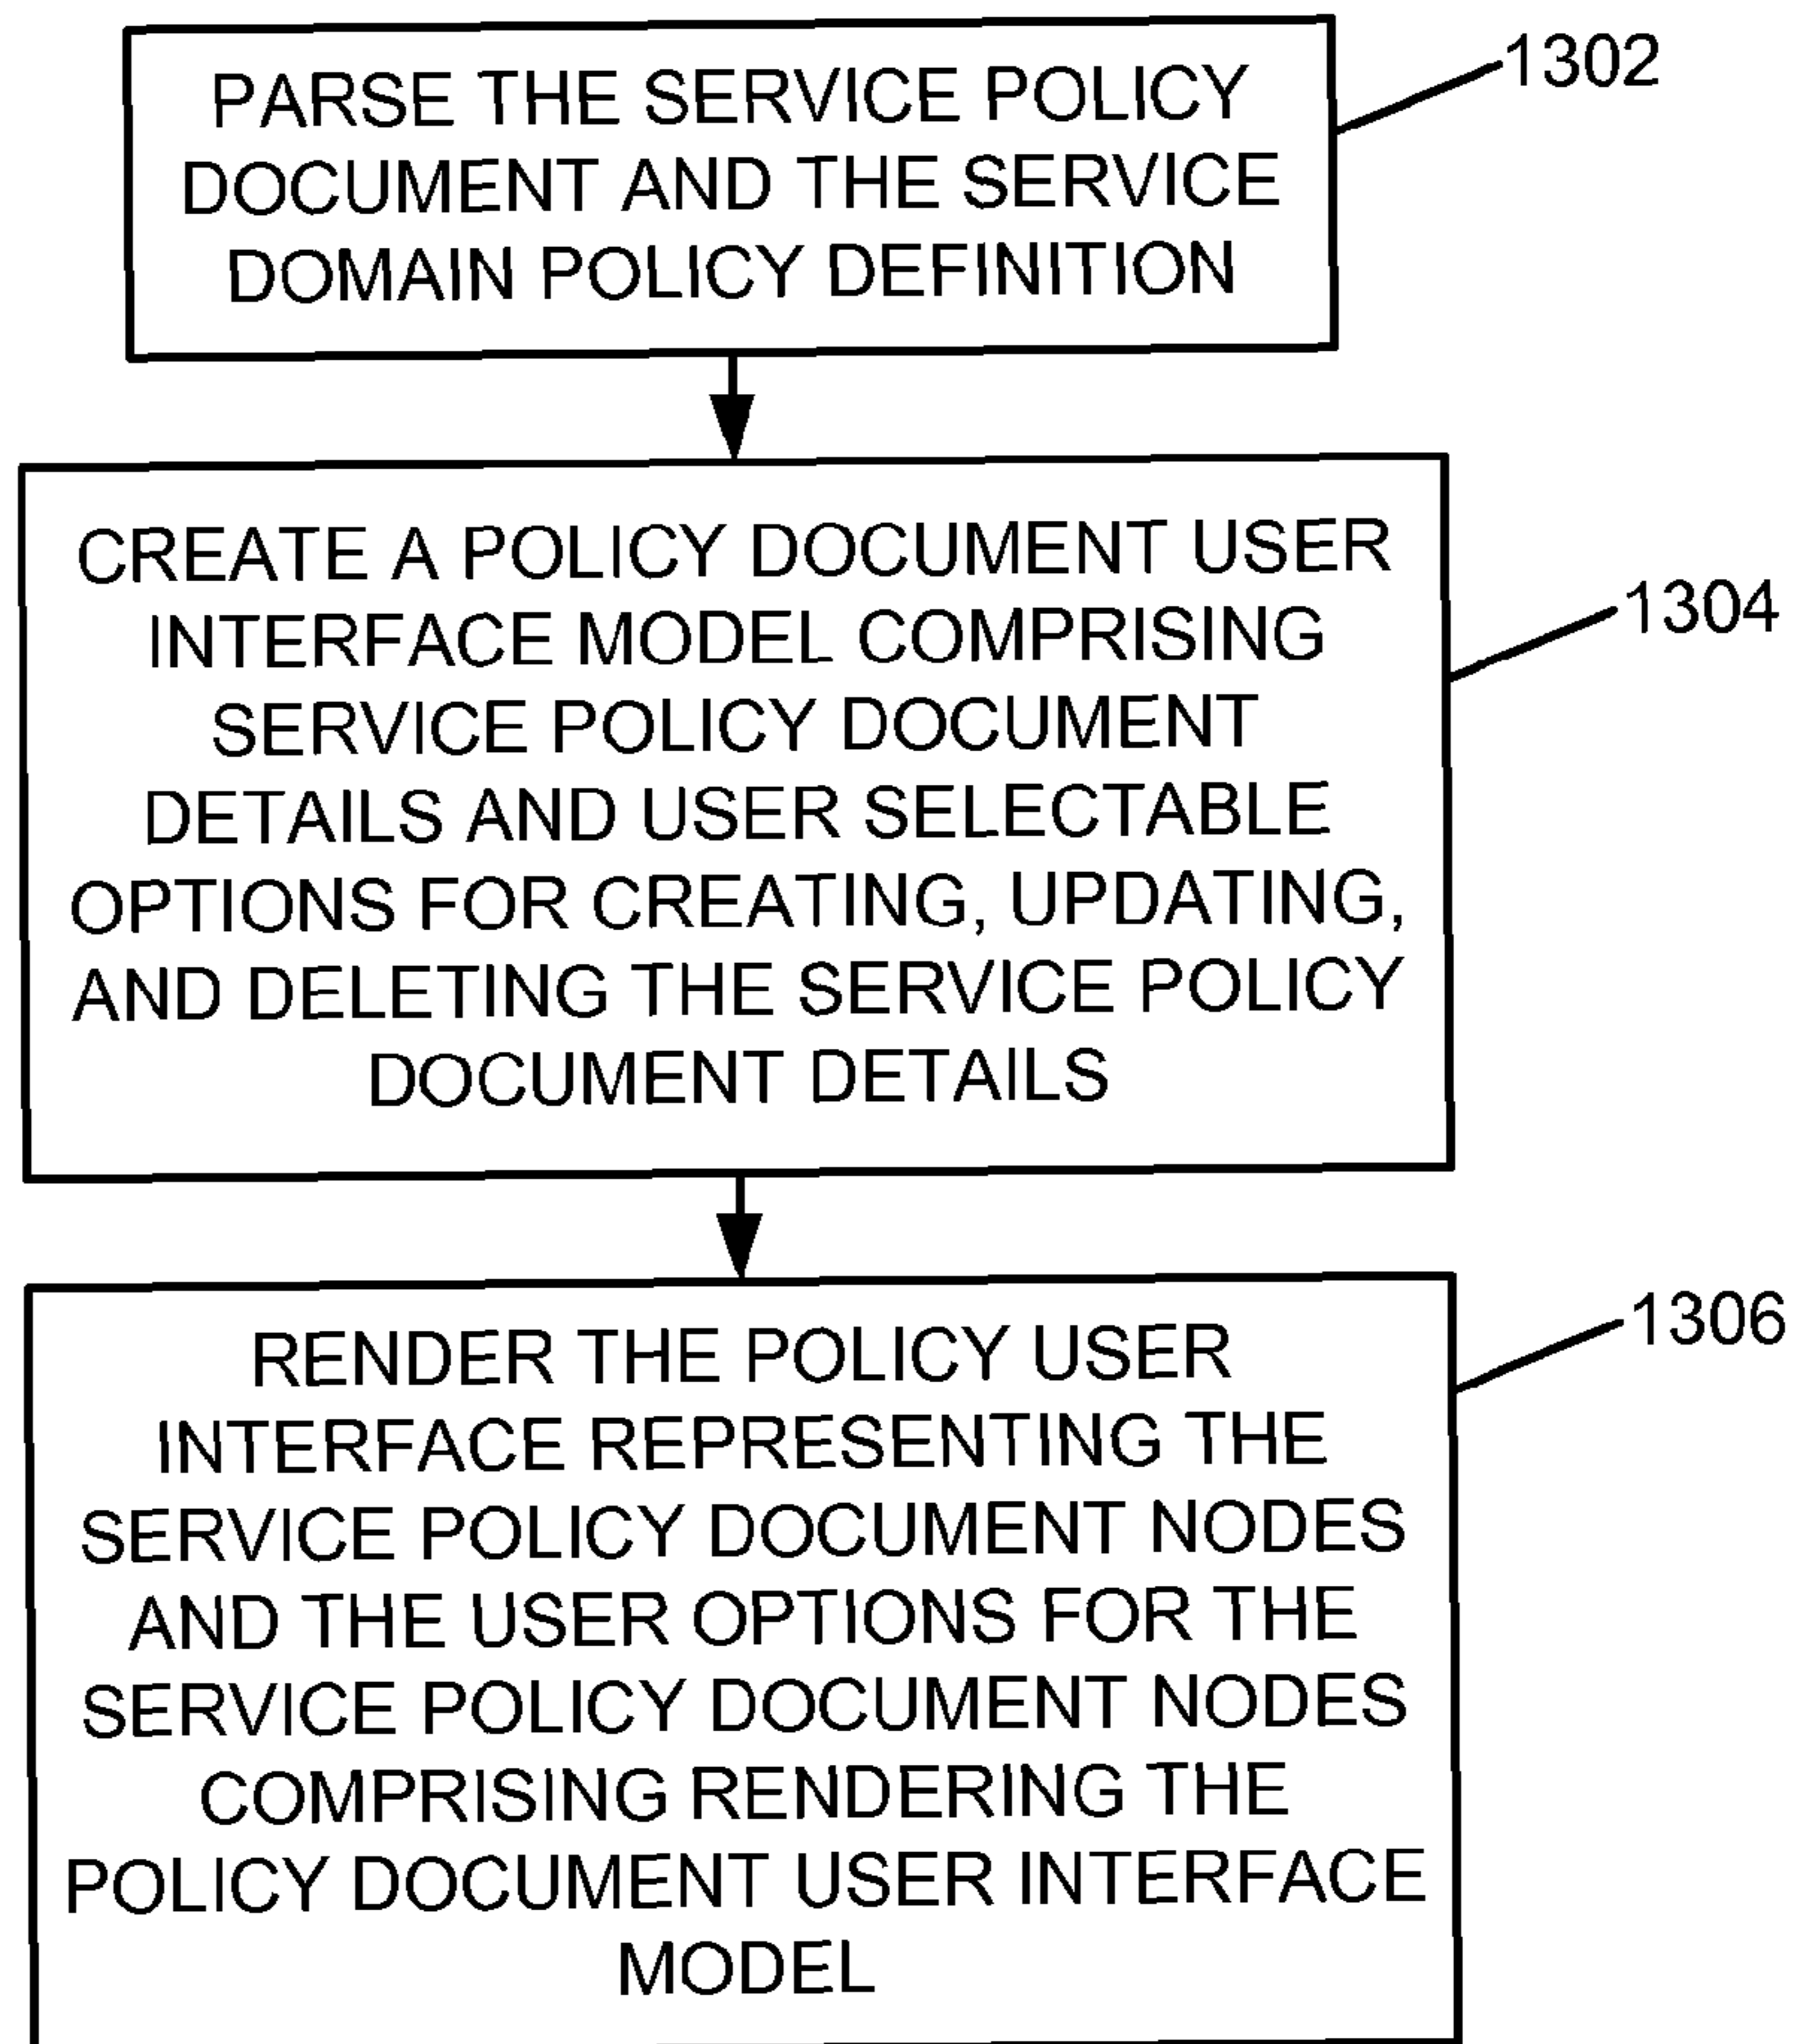 PARSE THE SERVICE POLICY
DOCUMENT AND THE SERVICE
DOMAIN POLICY DEFINITION
1302
CREATE A POLICY DOCUMENT USER
INTERFACE MODEL COMPRISING
SERVICE POLICY DOCUMENT
DETAILS AND USER SELECTABLE
OPTIONS FOR CREATING, UPDATING,
AND DELETING THE SERVICE POLICY
DOCUMENT DETAILS
1304
RENDER THE POLICY USER
INTERFACE REPRESENTING THE
SERVICE POLICY DOCUMENT NODES
AND THE USER OPTIONS FOR THE
SERVICE POLICY DOCUMENT NODES
COMPRISING RENDERING THE
POLICY DOCUMENT USER INTERFACE
MODEL
1306